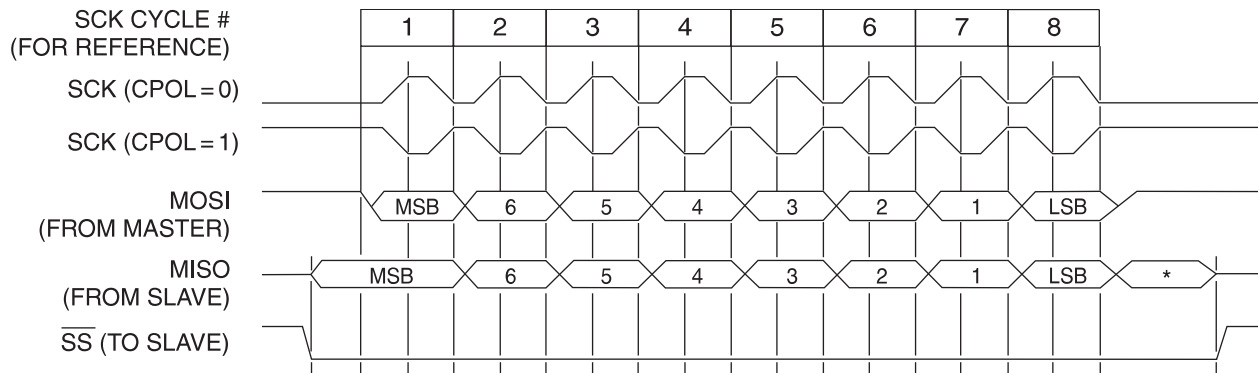 SCK CYCLE #
(FOR REFERENCE)
1 2 3 4 5 6 7 8
SCK (CPOL = 0)
SCK (CPOL = 1)
MOSI
(FROM MASTER)
MSB 6 5 4 3 2 1 LSB
MISO
(FROM SLAVE)
MSB 6 5 4 3 2 1 LSB *
S̅S̅ (TO SLAVE)